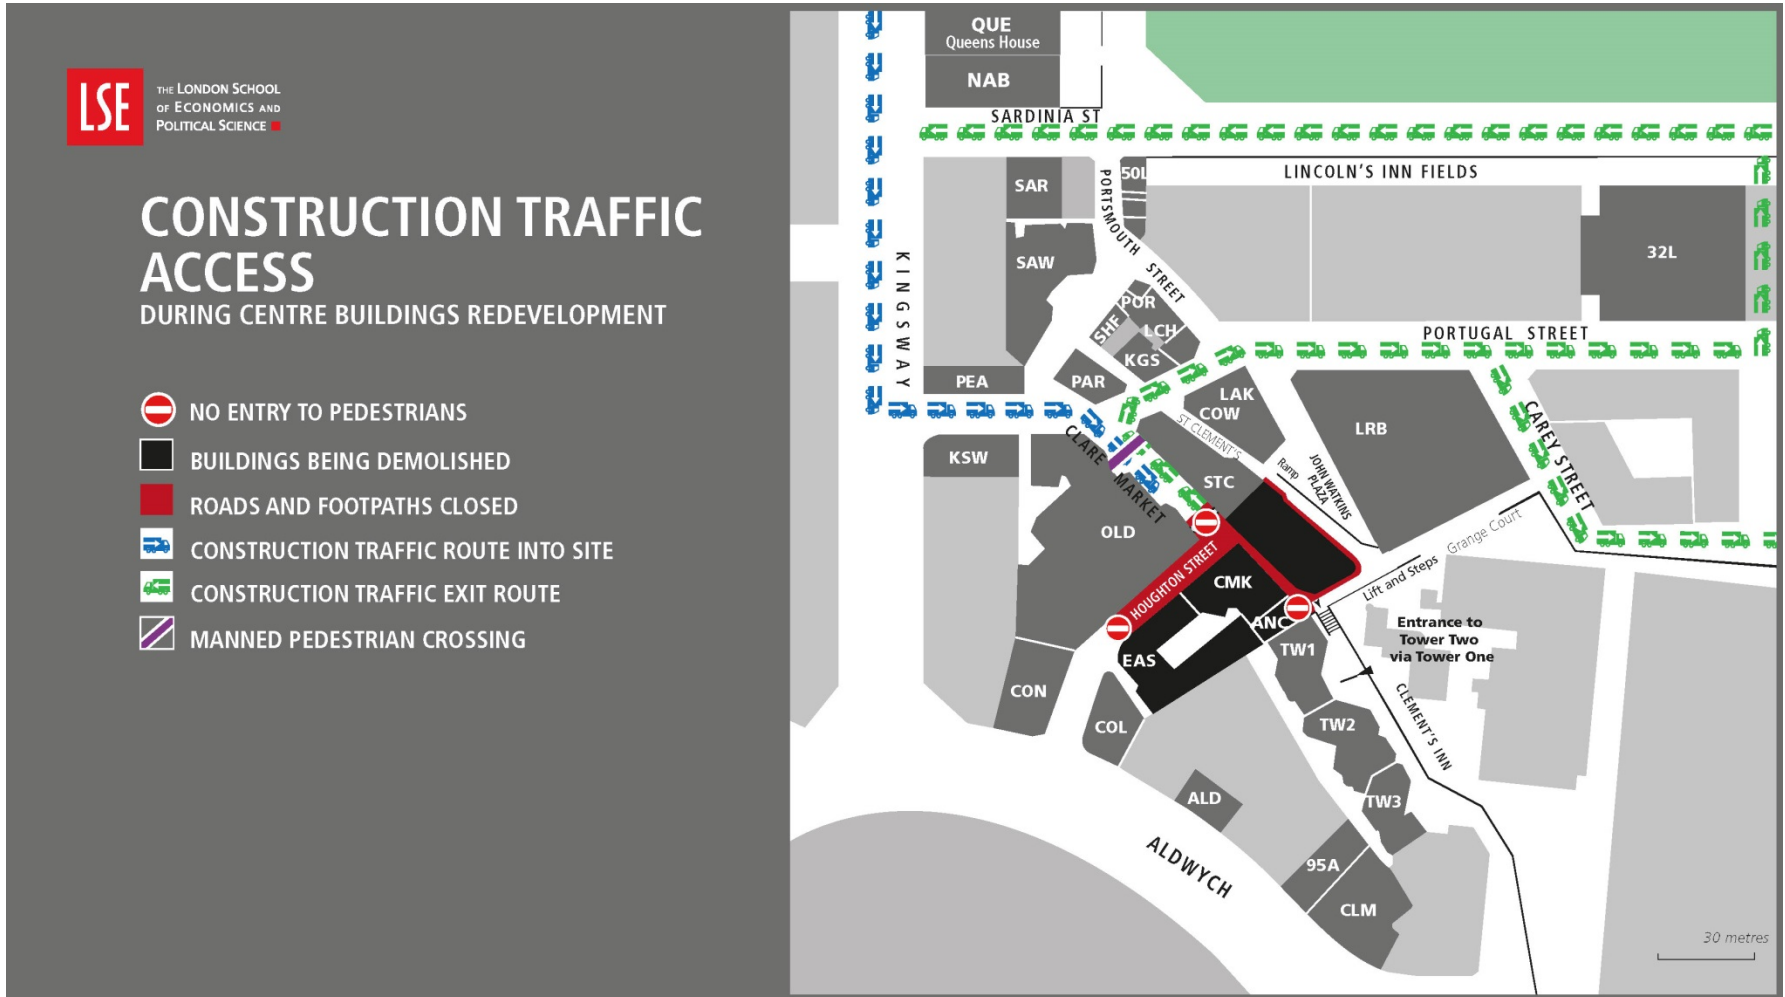 LSE
THE LONDON SCHOOL
OF ECONOMICS AND
POLITICAL SCIENCE
CONSTRUCTION TRAFFIC
ACCESS
DURING CENTRE BUILDINGS REDEVELOPMENT
NO ENTRY TO PEDESTRIANS
BUILDINGS BEING DEMOLISHED
ROADS AND FOOTPATHS CLOSED
CONSTRUCTION TRAFFIC ROUTE INTO SITE
CONSTRUCTION TRAFFIC EXIT ROUTE
MANNED PEDESTRIAN CROSSING
QUE
Queens House
NAB
SARDINIA ST
LINCOLN'S INN FIELDS
SAR
50L
PORTSMOUTH STREET
SAW
32L
KINGSWAY
POR
SHF
LCH
KGS
PORTUGAL STREET
PEA
PAR
LAK
COW
ST CLEMENT'S
LRB
CAREY STREET
CLARE MARKET
KSW
STC
Ramp
JOHN WATKINS
PLAZA
OLD
Grange Court
Lift and Steps
HOUGHTON STREET
CMK
ANC
Entrance to
Tower Two
via Tower One
EAS
TW1
CON
COL
TW2
CLEMENT'S INN
ALD
TW3
ALDWYCH
95A
CLM
30 metres